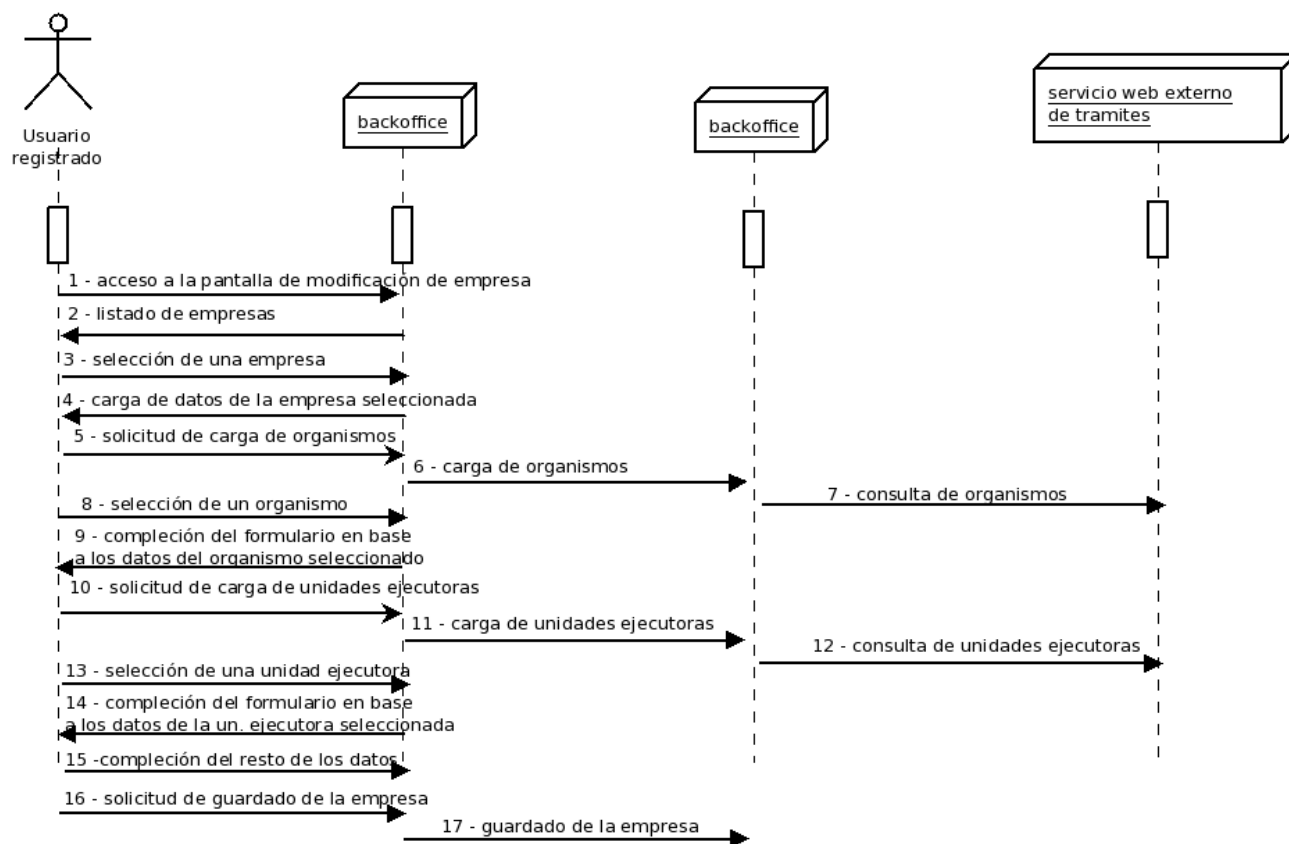 Usuario
registrado
backoffice
backoffice
servicio web externo
de tramites
1 - acceso a la pantalla de modificación de empresa
2 - listado de empresas
3 - selección de una empresa
4 - carga de datos de la empresa seleccionada
5 - solicitud de carga de organismos
6 - carga de organismos
7 - consulta de organismos
8 - selección de un organismo
9 - compleción del formulario en base
a los datos del organismo seleccionado
10 - solicitud de carga de unidades ejecutoras
11 - carga de unidades ejecutoras
12 - consulta de unidades ejecutoras
13 - selección de una unidad ejecutora
14 - compleción del formulario en base
a los datos de la un. ejecutora seleccionada
15 -compleción del resto de los datos
16 - solicitud de guardado de la empresa
17 - guardado de la empresa